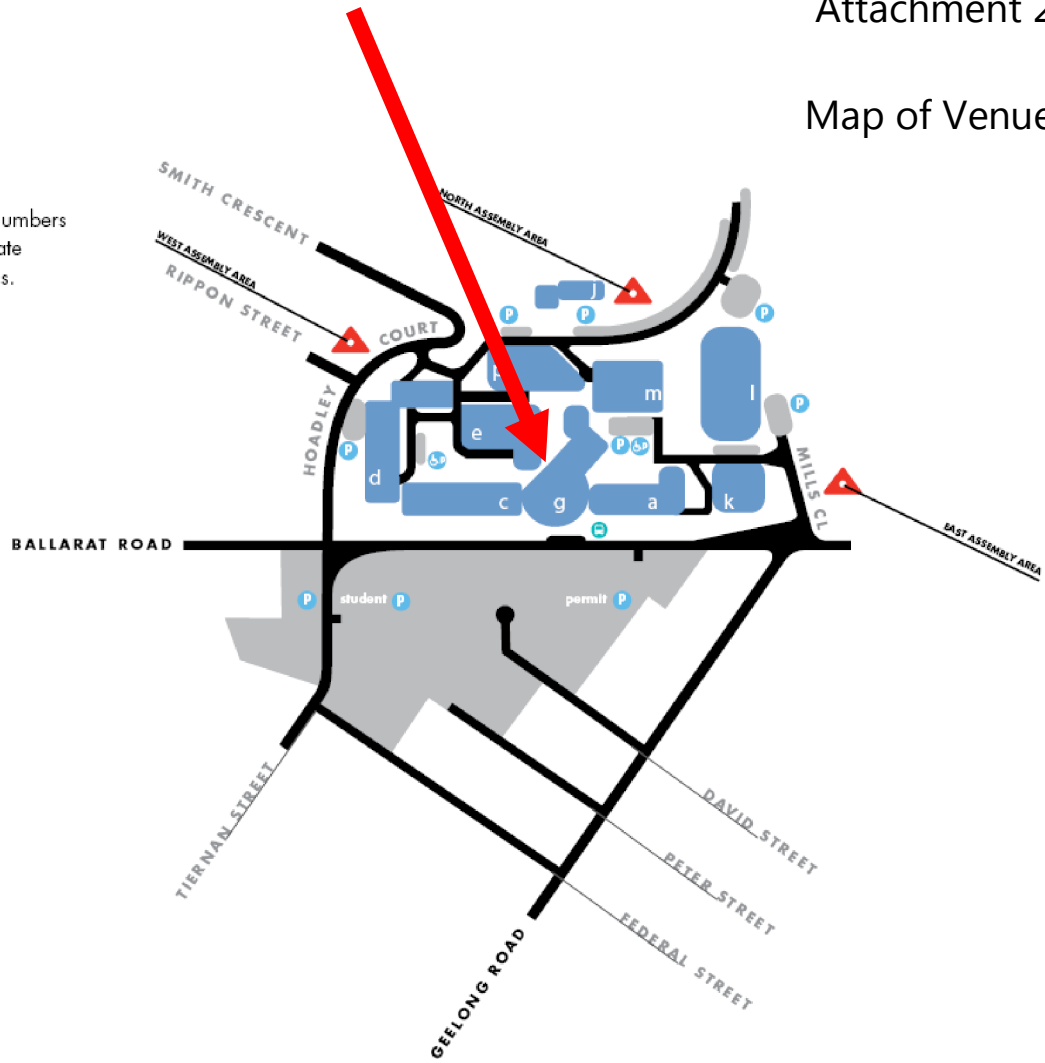 Attachment 2
Map of Venue
umbers
ate
s.
SMITH CRESCENT
NORTH ASSEMBLY AREA
WEST ASSEMBLY AREA
RIPPON STREET
COURT
HOADLEY
j
P
P
P
p
m
l
P
e
P
P
d
P
c
g
a
k
MILLS CL
EAST ASSEMBLY AREA
BALLARAT ROAD
P
student P
permit P
TIERNAN STREET
DAVID STREET
PETER STREET
FEDERAL STREET
GEELONG ROAD